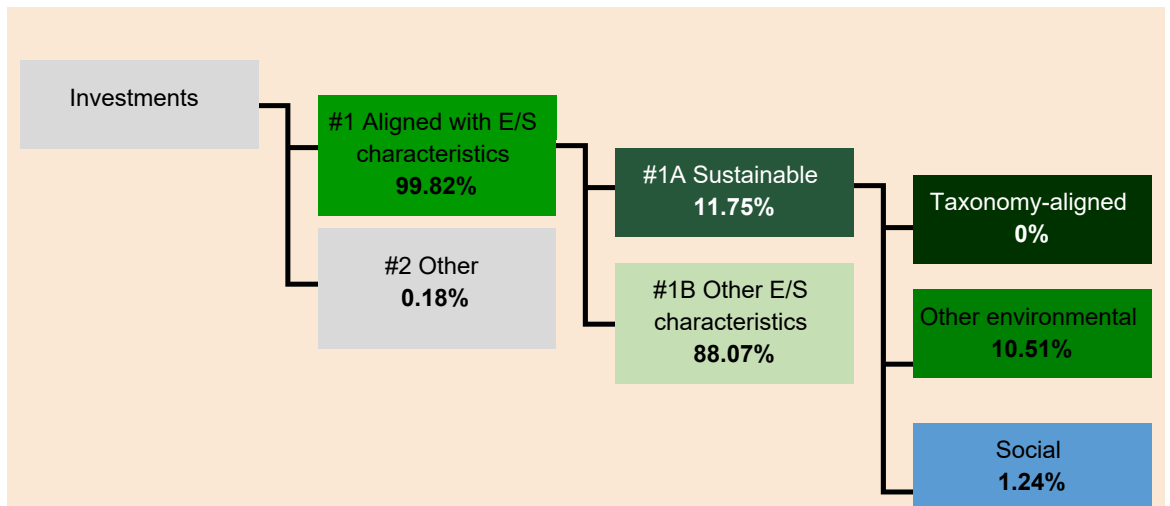 Investments
#1 Aligned with E/S
characteristics
99.82%
#2 Other
0.18%
#1A Sustainable
11.75%
#1B Other E/S
characteristics
88.07%
Taxonomy-aligned
0%
Other environmental
10.51%
Social
1.24%